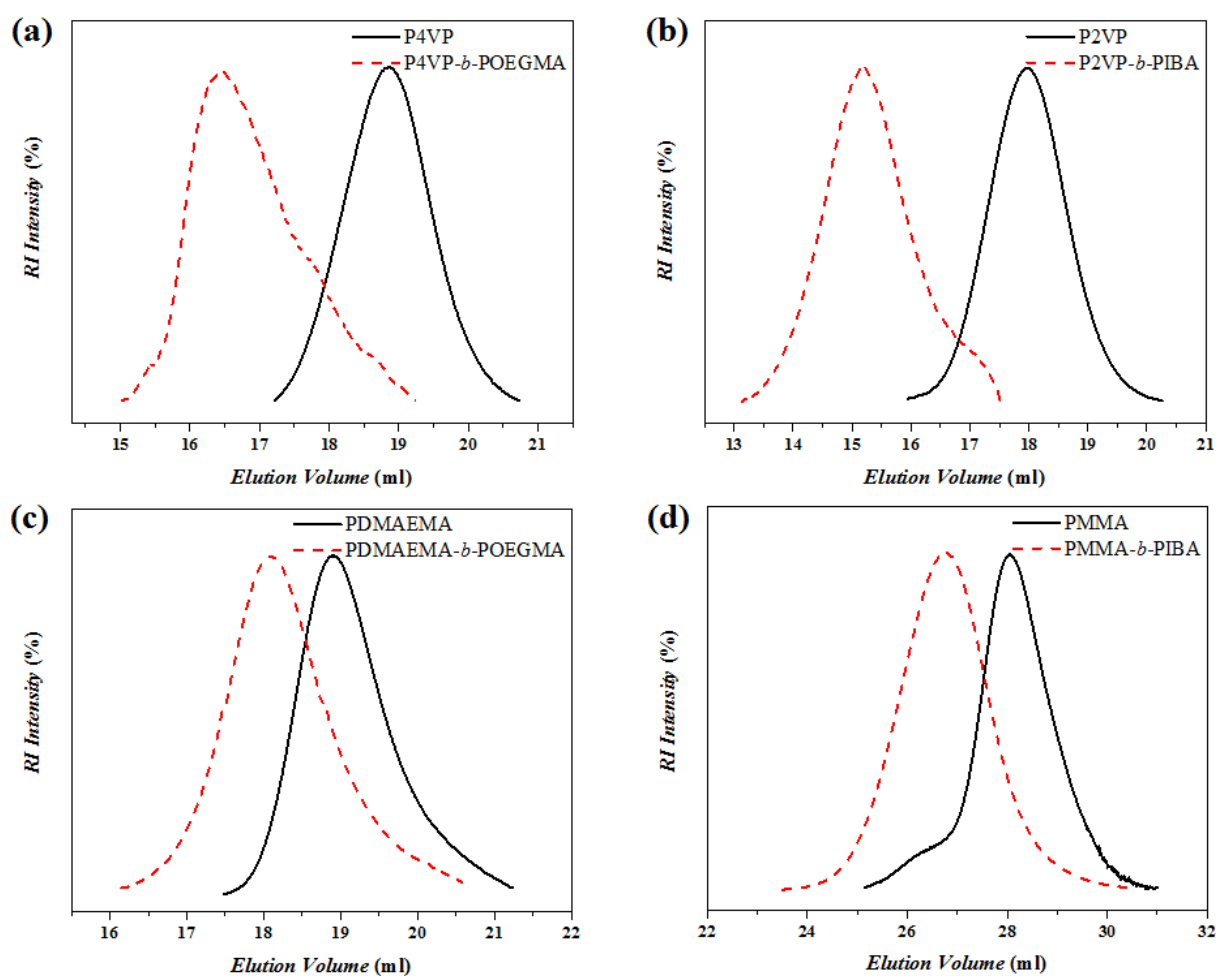 (a)
P4VP
P4VP-b-POEGMA
RI Intensity (%)
15 16 17 18 19 20 21
Elution Volume (ml)
(b)
P2VP
P2VP-b-PIBA
RI Intensity (%)
13 14 15 16 17 18 19 20 21
Elution Volume (ml)
(c)
PDMAEMA
PDMAEMA-b-POEGMA
RI Intensity (%)
16 17 18 19 20 21 22
Elution Volume (ml)
(d)
PMMA
PMMA-b-PIBA
RI Intensity (%)
22 24 26 28 30 32
Elution Volume (ml)